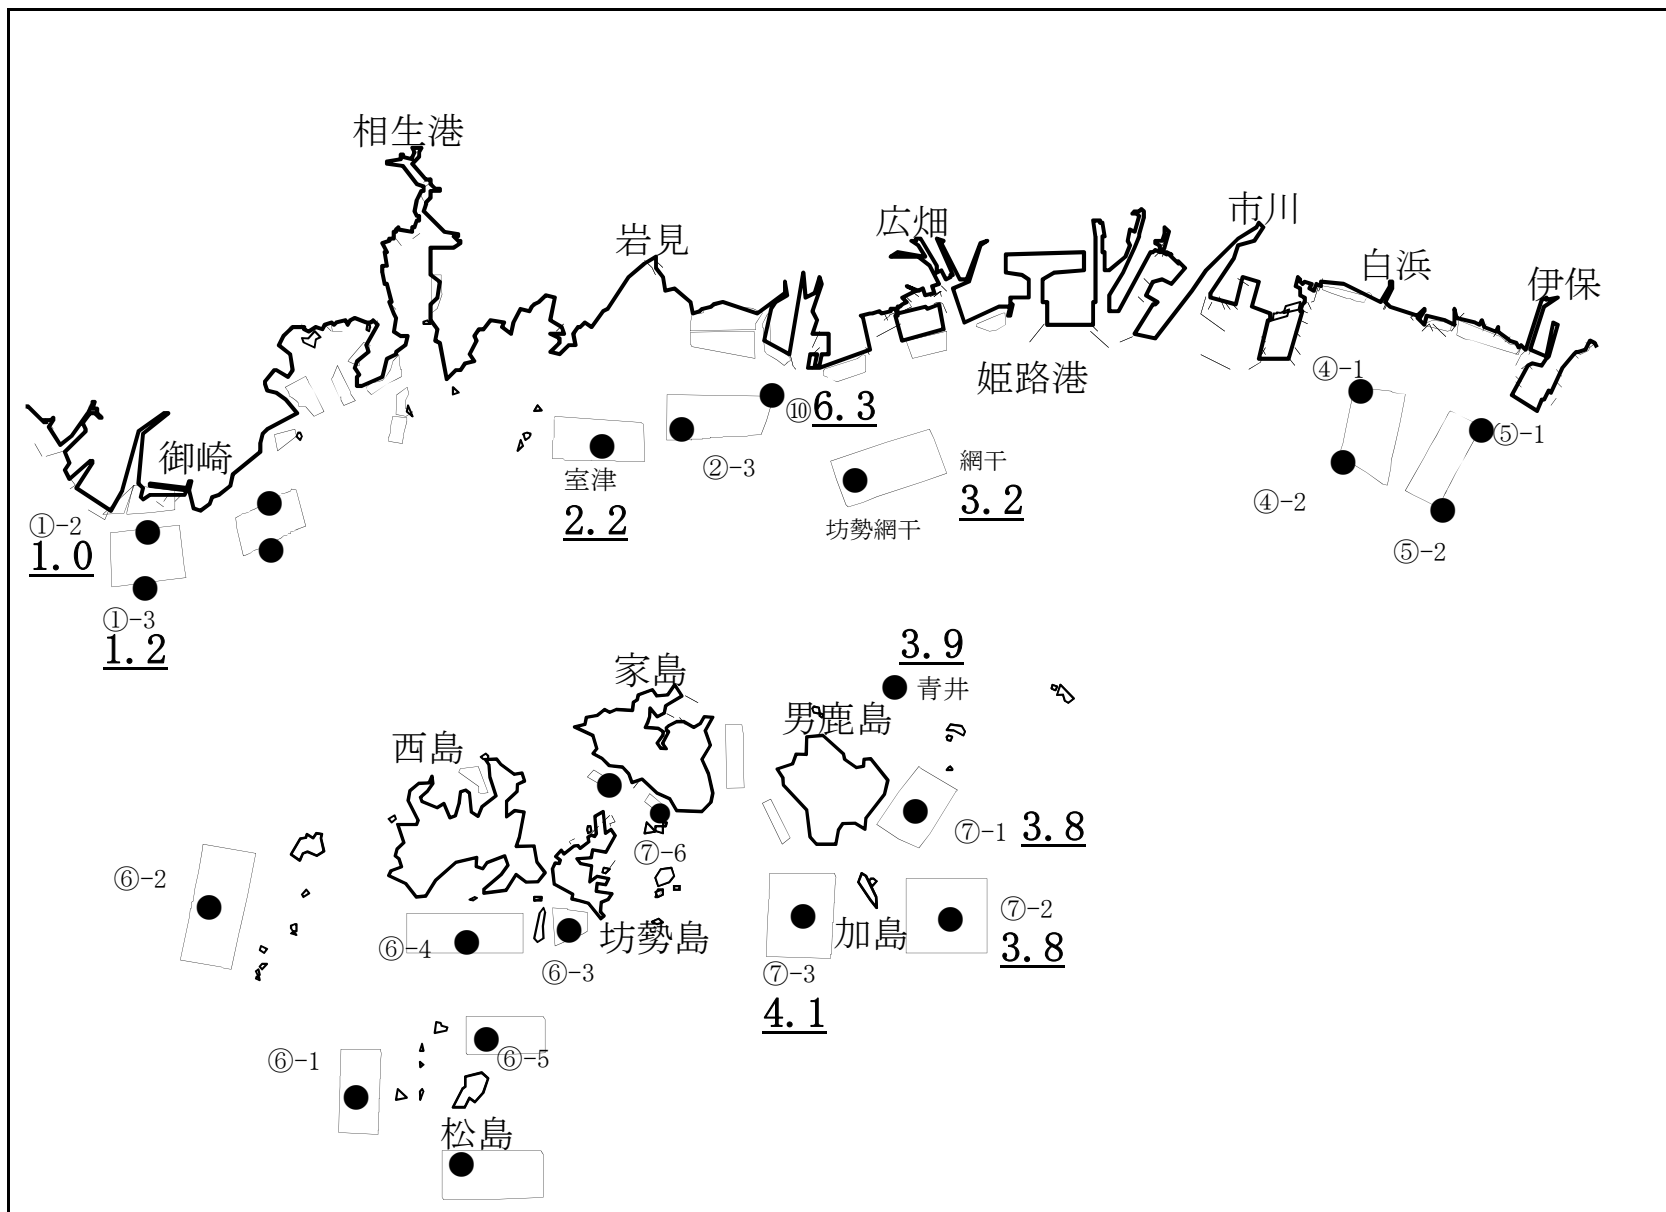 相生港
市川
広畑
岩見
白浜
伊保
姫路港
④-1
⑩6.3
⑤-1
御崎
②-3
網干
室津
3.2
④-2
2.2
坊勢網干
①-2
1.0
⑤-2
①-3
1.2
3.9
家島
青井
男鹿島
西島
⑦-1 3.8
⑦-6
⑥-2
⑦-2
加島
坊勢島
⑥-4
3.8
⑥-3
⑦-3
4.1
⑥-1
⑥-5
松島